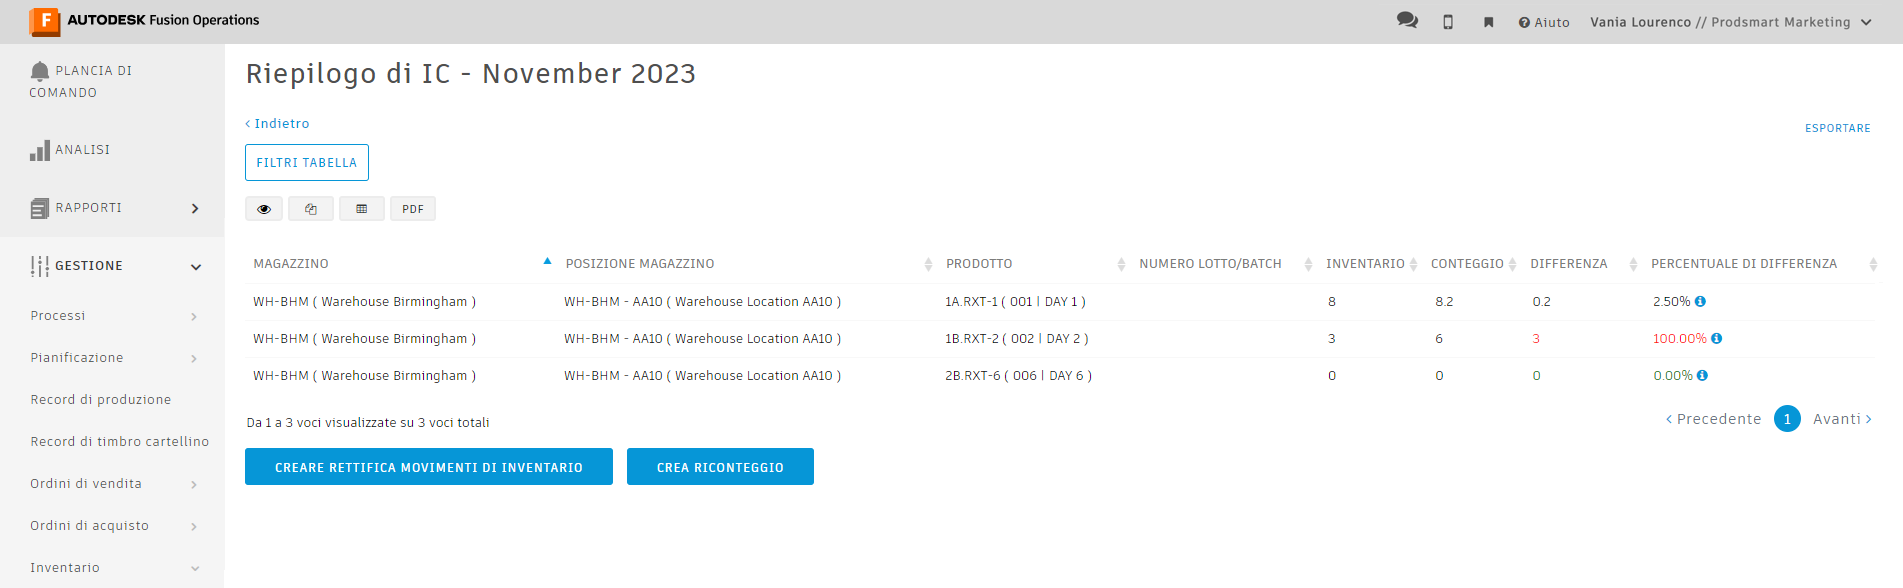 AUTODESK Fusion Operations
Aiuto
Vania Lourenco // Prodsmart Marketing
PLANCIA DI
COMANDO
ANALISI
RAPPORTI
GESTIONE
Processi
Pianificazione
Record di produzione
Record di timbro cartellino
Ordini di vendita
Ordini di acquisto
Inventario
Riepilogo di IC - November 2023
‹ Indietro
ESPORTARE
FILTRI TABELLA
PDF
MAGAZZINO POSIZIONE MAGAZZINO PRODOTTO NUMERO LOTTO/BATCH INVENTARIO CONTEGGIO DIFFERENZA PERCENTUALE DI DIFFERENZA
WH-BHM ( Warehouse Birmingham ) WH-BHM - AA10 ( Warehouse Location AA10 ) 1A.RXT-1 ( 001 | DAY 1 ) 8 8.2 0.2 2.50%
WH-BHM ( Warehouse Birmingham ) WH-BHM - AA10 ( Warehouse Location AA10 ) 1B.RXT-2 ( 002 | DAY 2 ) 3 6 3 100.00%
WH-BHM ( Warehouse Birmingham ) WH-BHM - AA10 ( Warehouse Location AA10 ) 2B.RXT-6 ( 006 | DAY 6 ) 0 0 0 0.00%
Da 1 a 3 voci visualizzate su 3 voci totali
‹ Precedente 1 Avanti ›
CREARE RETTIFICA MOVIMENTI DI INVENTARIO
CREA RICONTEGGIO